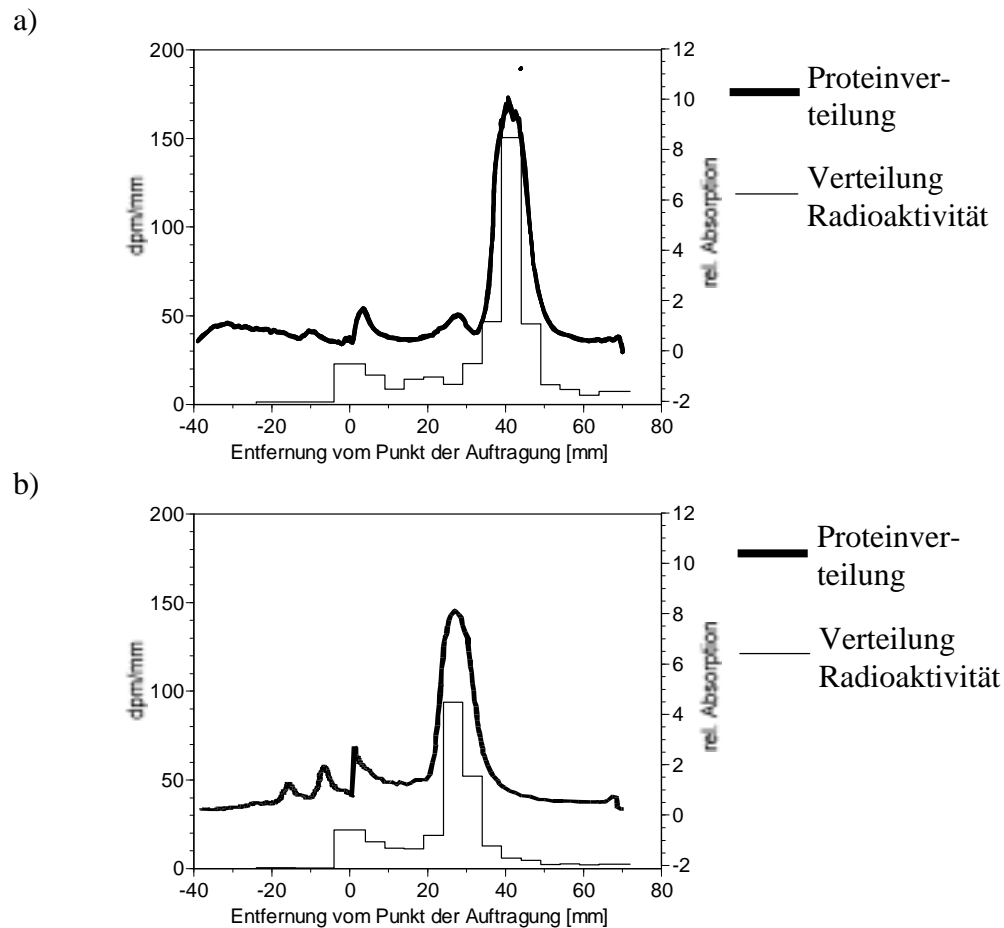 a)
200
150
100
50
0
dpm/mm
-40
-20
0
20
40
60
80
Entfernung vom Punkt der Auftragung [mm]
12
10
8
6
4
2
0
-2
rel. Absorption
Proteinver-
teilung
Verteilung
Radioaktivität
b)
200
150
100
50
0
dpm/mm
-40
-20
0
20
40
60
80
Entfernung vom Punkt der Auftragung [mm]
12
10
8
6
4
2
0
-2
rel. Absorption
Proteinver-
teilung
Verteilung
Radioaktivität